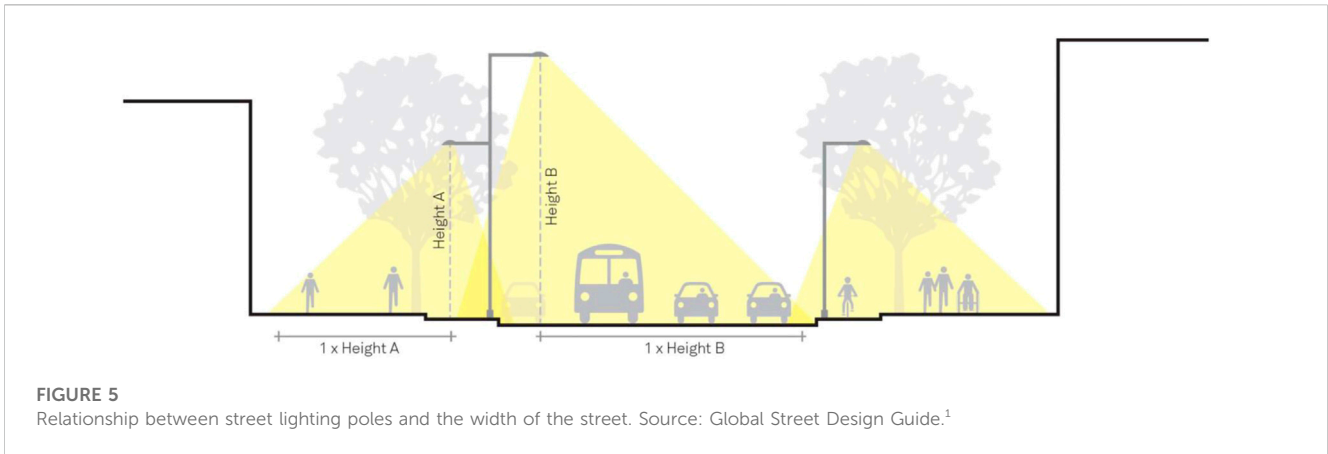 Height A
Height B
1 x Height A
1 x Height B
FIGURE 5
Relationship between street lighting poles and the width of the street. Source: Global Street Design Guide.1